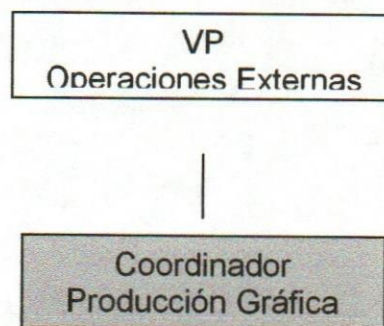 VP
Operaciones Externas
Coordinador
Producción Gráfica